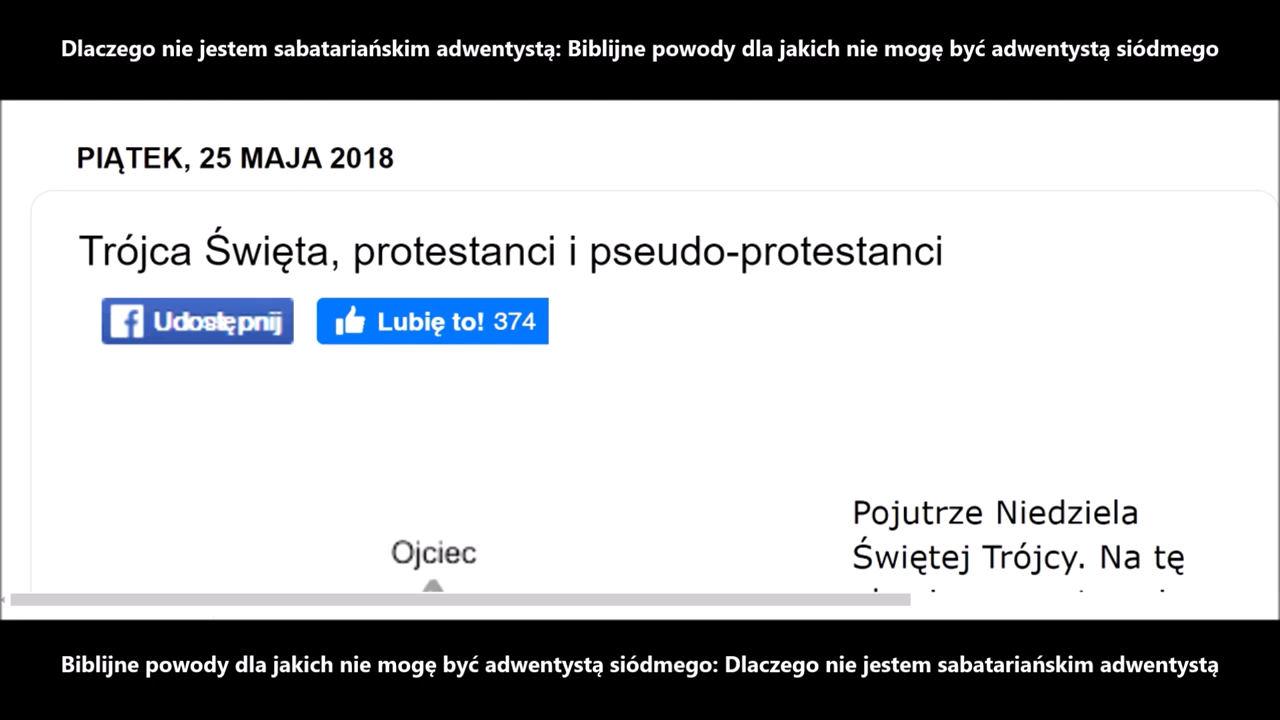 Dlaczego nie jestem sabatariańskim adwentystą: Biblijne powody dla jakich nie mogę być adwentystą siódmego
PIĄTEK, 25 MAJA 2018
Trójca Święta, protestanci i pseudo-protestanci
Udostępnij
Lubię to! 374
Pojutrze Niedziela
Ojciec
Świętej Trójcy. Na tę
Biblijne powody dla jakich nie mogę być adwentystą siódmego: Dlaczego nie jestem sabatariańskim adwentystą